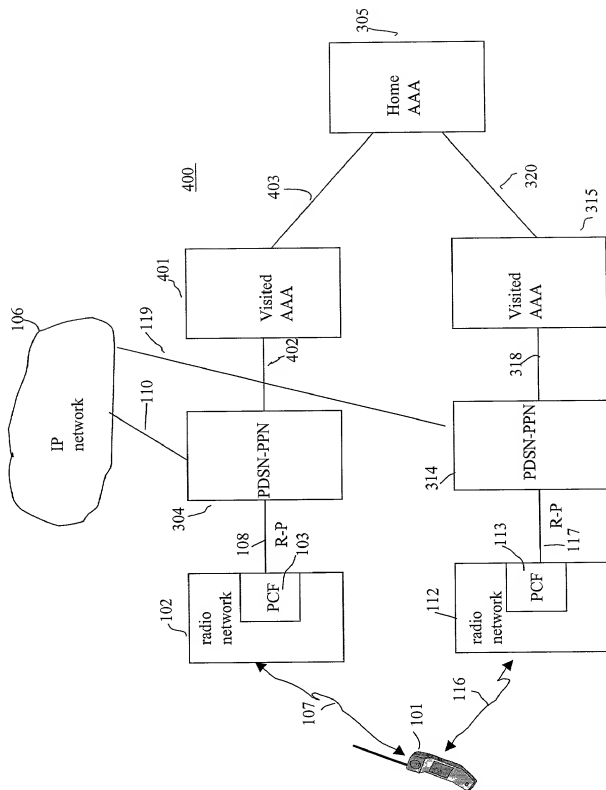 106
IP
network
110
119
102
radio
network
PCF
103
108
R-P
304
PDSN-PPN
402
401
Visited
AAA
400
403
305
Home
AAA
320
107
101
116
112
radio
network
113
PCF
R-P
117
314
PDSN-PPN
318
Visited
AAA
315